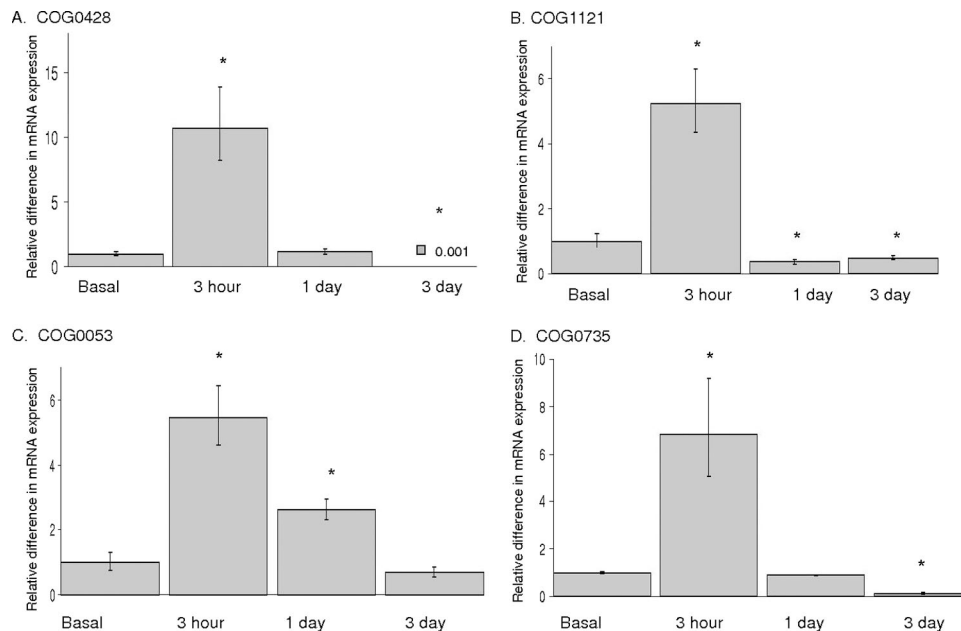 A. COG0428
Relative difference in mRNA expression
15
10
5
0
*
*
0.001
Basal 3 hour 1 day 3 day
B. COG1121
Relative difference in mRNA expression
6
4
2
0
*
*
*
Basal 3 hour 1 day 3 day
C. COG0053
Relative difference in mRNA expression
6
4
2
0
*
*
Basal 3 hour 1 day 3 day
D. COG0735
Relative difference in mRNA expression
10
8
6
4
2
0
*
*
Basal 3 hour 1 day 3 day